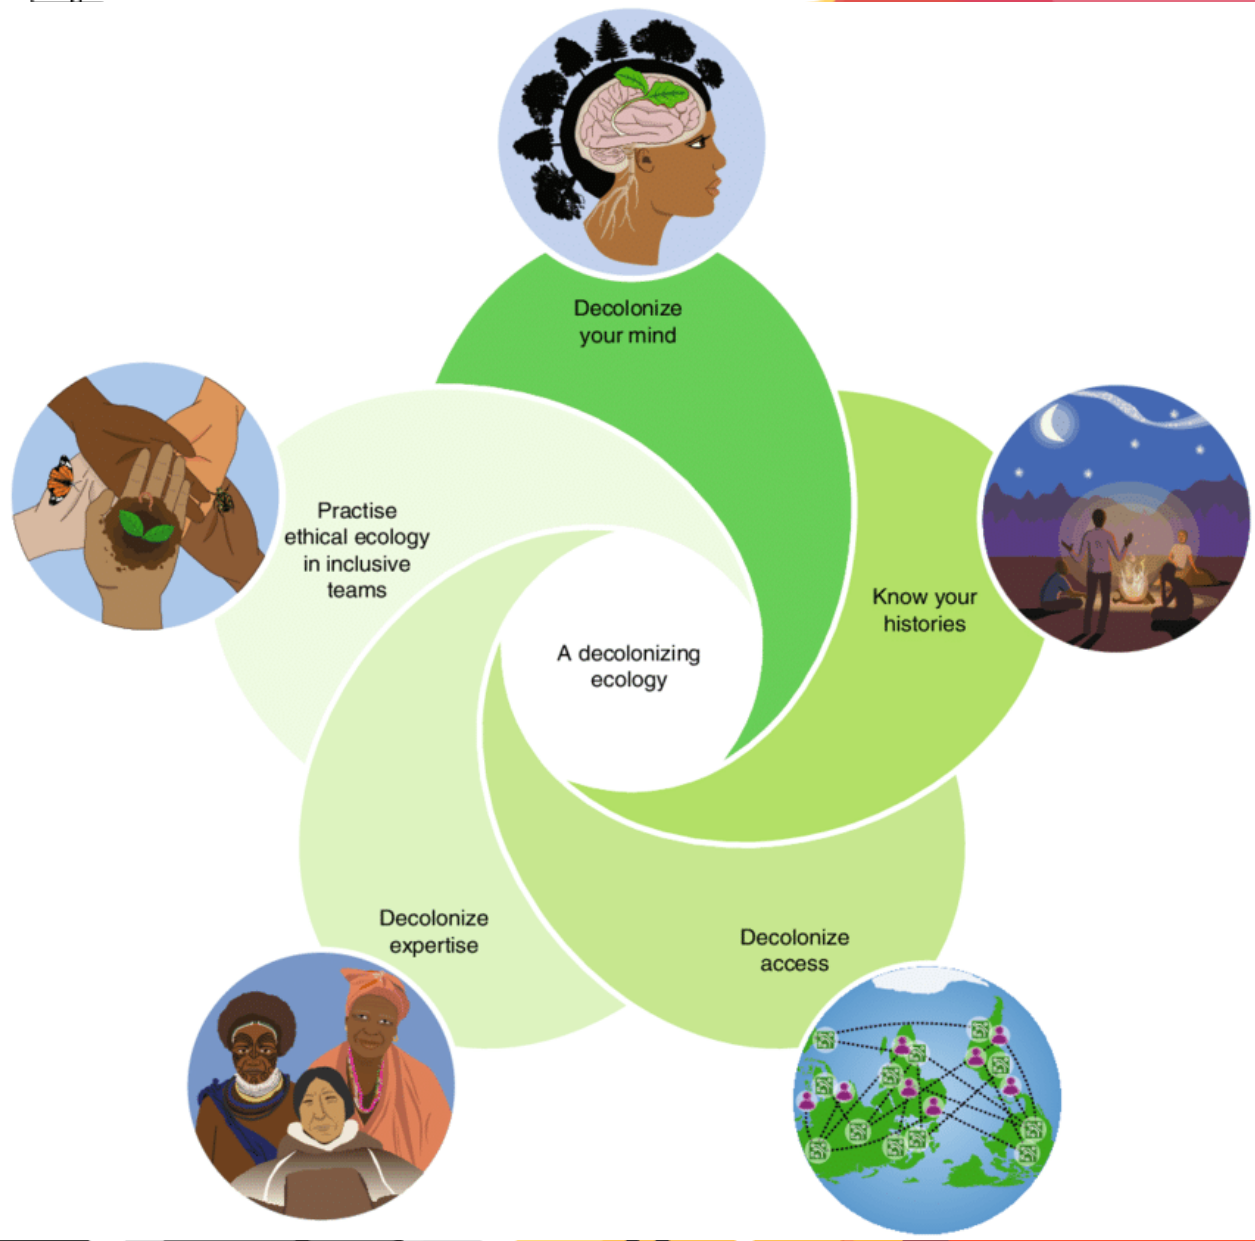 Decolonize
your mind
Know your
histories
Decolonize
access
Decolonize
expertise
Practise
ethical ecology
in inclusive
teams
A decolonizing
ecology